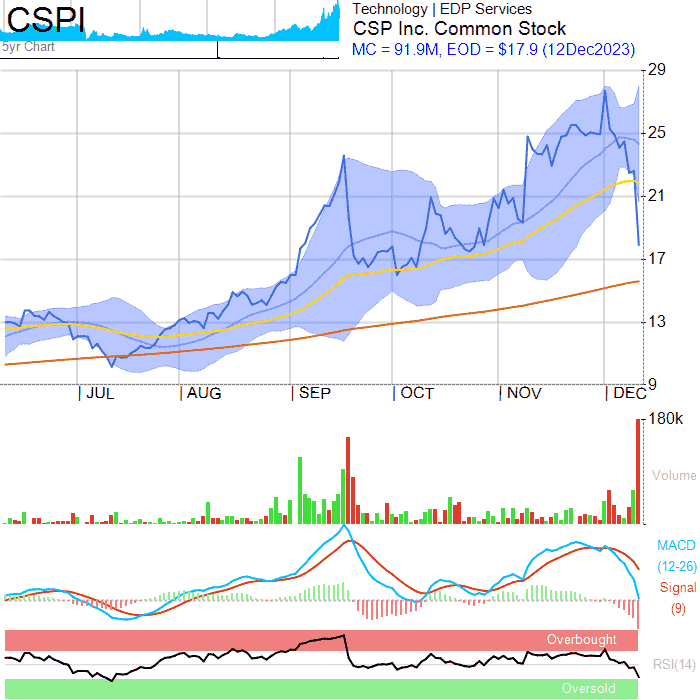 CSPI
5yr Chart
Technology | EDP Services
CSP Inc. Common Stock
MC = 91.9M, EOD = $17.9 (12Dec2023)
29
25
21
17
13
9
JUL AUG SEP OCT NOV DEC
180k
Volume
MACD
(12-26)
Signal
(9)
Overbought
RSI(14)
Oversold